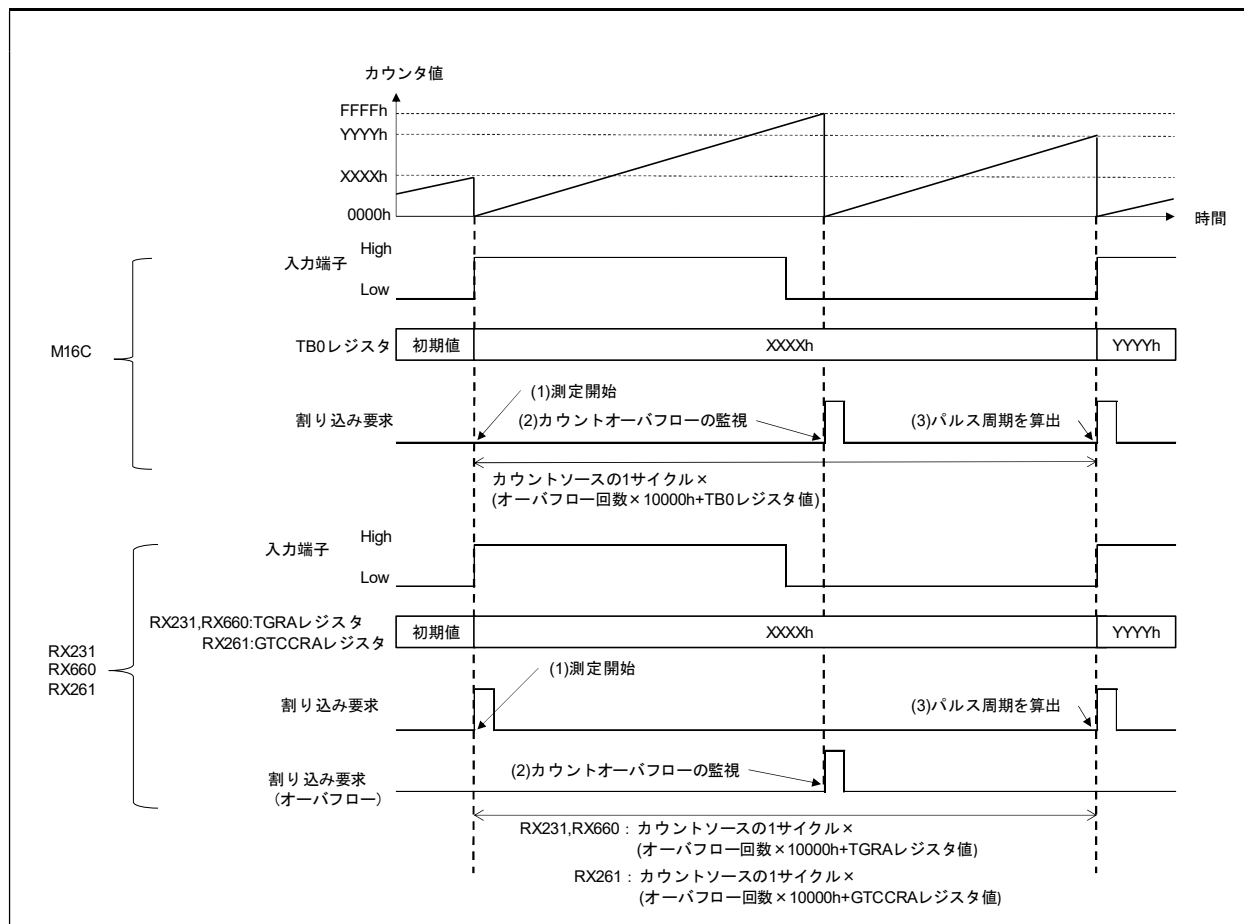 カウンタ値
FFFFh
YYYYh
XXXXh
0000h
時間
High
入力端子
Low
M16C
TB0レジスタ 初期値 XXXXh YYYYh
(1)測定開始
割り込み要求 (2)カウントオーバフローの監視 (3)パルス周期を算出
カウントソースの1サイクル×
(オーバフロー回数×10000h+TB0レジスタ値)
High
入力端子
Low
RX231,RX660:TGRAレジスタ
RX261:GTCCRAレジスタ
初期値 XXXXh YYYYh
RX231
RX660
RX261
(1)測定開始
割り込み要求 (3)パルス周期を算出
(2)カウントオーバフローの監視
割り込み要求
(オーバフロー)
RX231,RX660：カウントソースの1サイクル×
(オーバフロー回数×10000h+TGRAレジスタ値)
RX261：カウントソースの1サイクル×
(オーバフロー回数×10000h+GTCCRAレジスタ値)